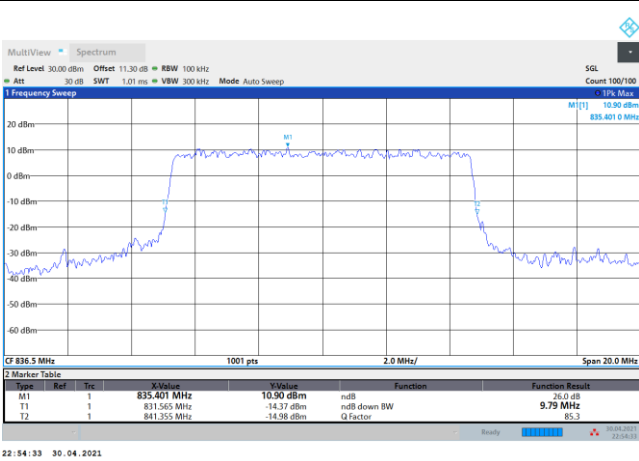 MultiView Spectrum
Ref Level 30.00 dBm Offset 11.30 dB RBW 100 kHz SGL
Att 30 dB SWT 1.01 ms VBW 300 kHz Mode Auto Sweep Count 100/100
1 Frequency Sweep 1Pk Max
M1[1] 10.90 dBm
835.401 0 MHz
20 dBm
M1
10 dBm
0 dBm
-10 dBm
T1 T2
-20 dBm
-30 dBm
-40 dBm
-50 dBm
-60 dBm
CF 836.5 MHz 1001 pts 2.0 MHz/ Span 20.0 MHz
2 Marker Table
Type Ref Trc X-Value Y-Value Function Function Result
M1 1 835.401 MHz 10.90 dBm ndB 26.0 dB
T1 1 831.565 MHz -14.37 dBm ndB down BW 9.79 MHz
T2 1 841.355 MHz -14.98 dBm Q Factor 85.3
Ready 30.04.2021
22:54:33
22:54:33 30.04.2021